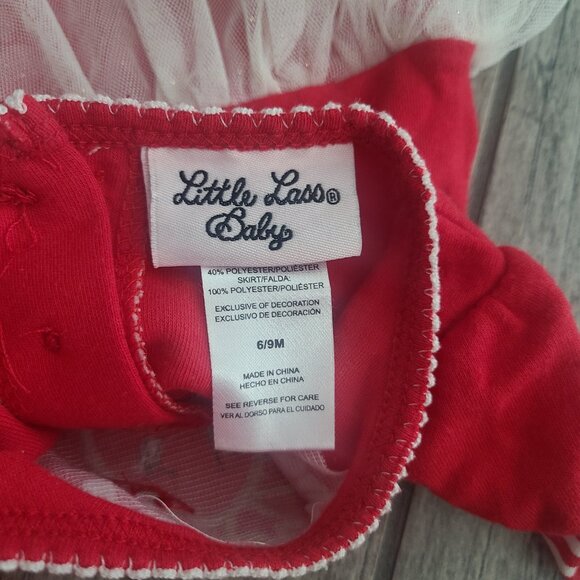 Little Lass®
Baby
40% POLYESTER/POLIÉSTER
SKIRT/FALDA:
100% POLYESTER/POLIÉSTER
EXCLUSIVE OF DECORATION
EXCLUSIVO DE DECORACIÓN
6/9M
MADE IN CHINA
HECHO EN CHINA
SEE REVERSE FOR CARE
VER AL DORSO PARA EL CUIDADO